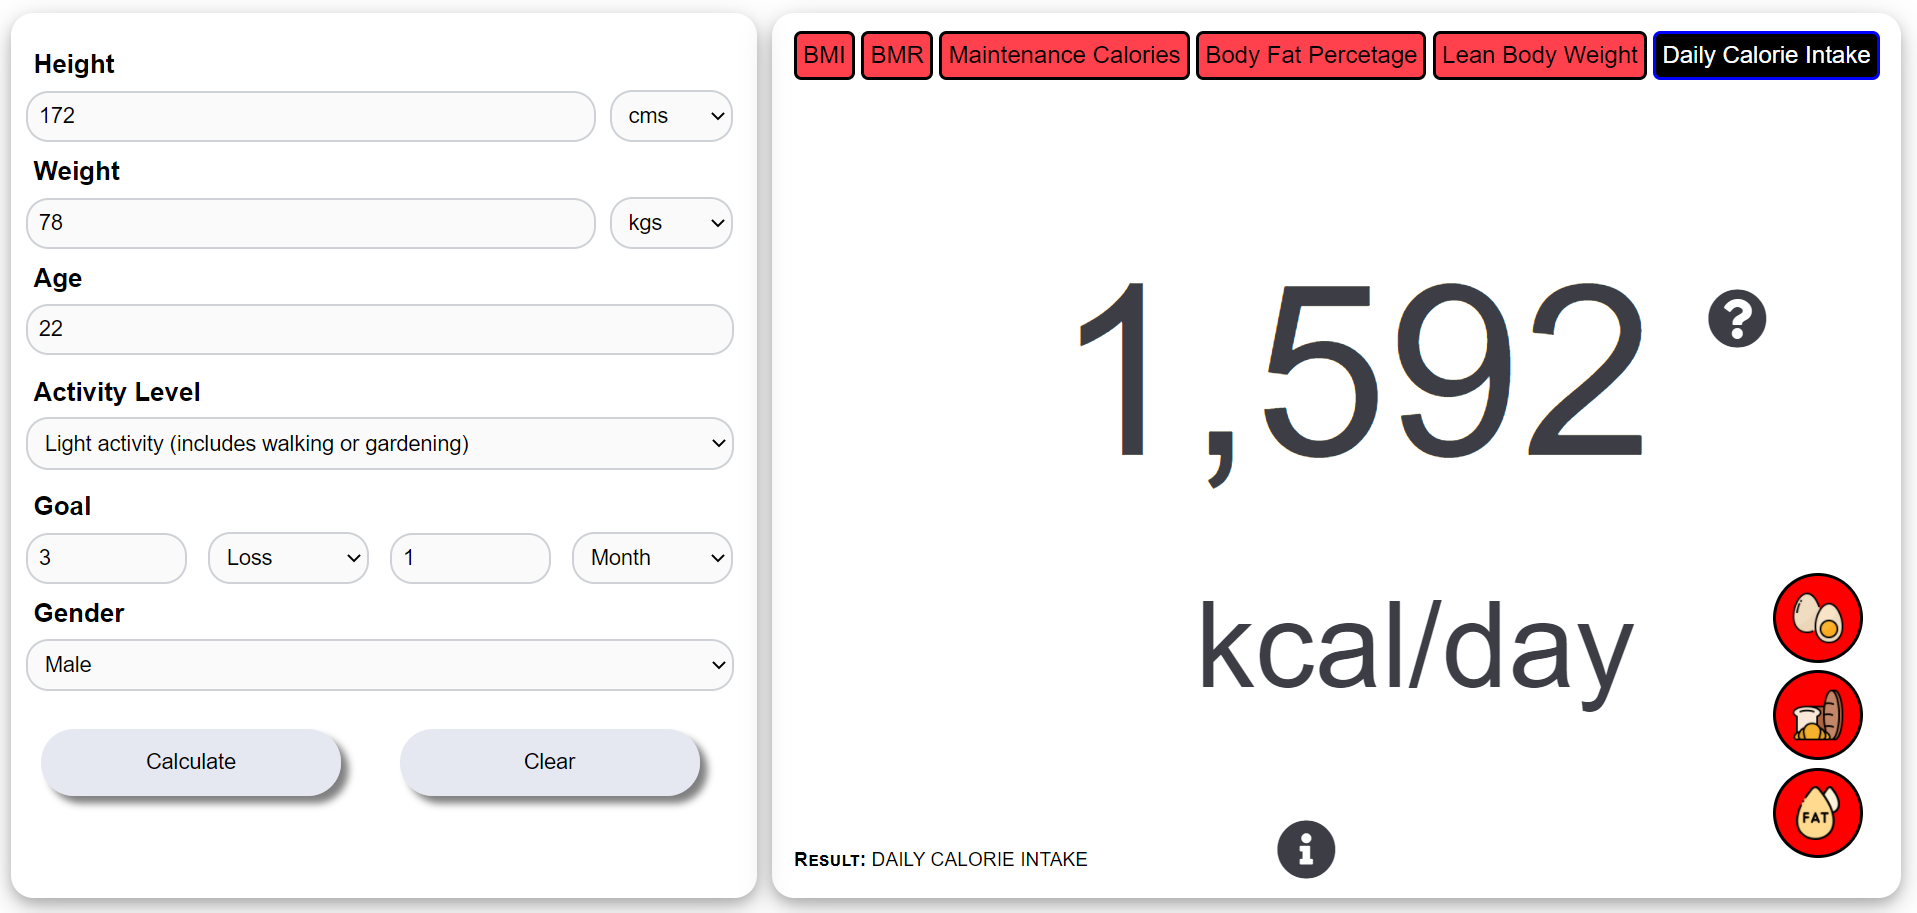 Height
172
cms
Weight
78
kgs
Age
22
Activity Level
Light activity (includes walking or gardening)
Goal
3
Loss
1
Month
Gender
Male
Calculate
Clear
BMI
BMR
Maintenance Calories
Body Fat Percetage
Lean Body Weight
Daily Calorie Intake
1,592
?
kcal/day
FAT
RESULT: DAILY CALORIE INTAKE
i